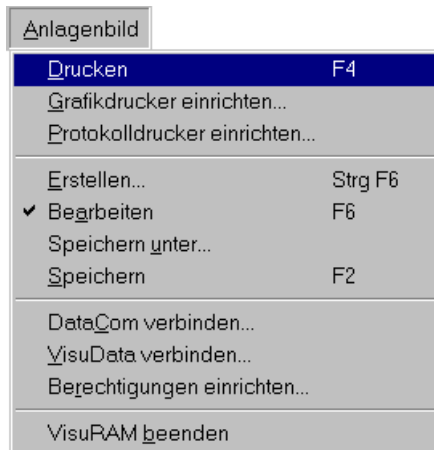 Anlagenbild
Drucken F4
Grafikdrucker einrichten...
Protokolldrucker einrichten...
Erstellen... Strg F6
Bearbeiten F6
Speichern unter...
Speichern F2
DataCom verbinden...
VisuData verbinden...
Berechtigungen einrichten...
VisuRAM beenden